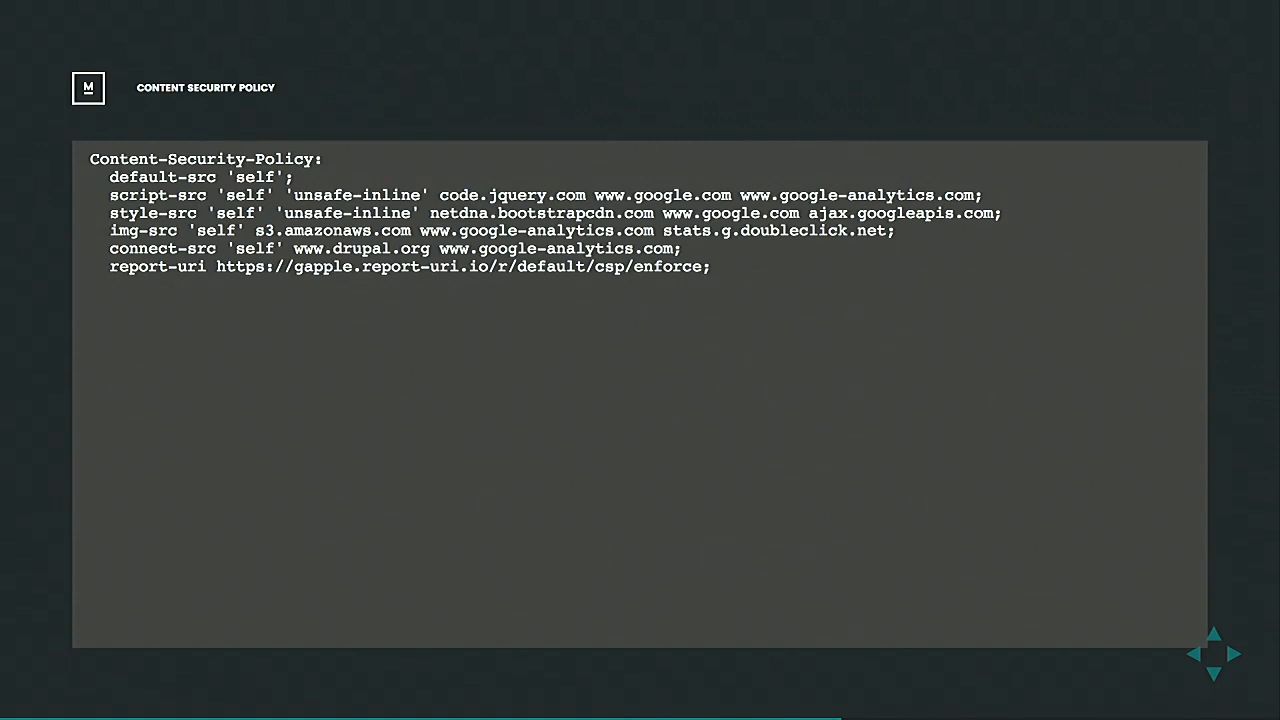 M
CONTENT SECURITY POLICY
Content-Security-Policy:
default-src 'self';
script-src 'self' 'unsafe-inline' code.jquery.com www.google.com www.google-analytics.com;
style-src 'self' 'unsafe-inline' netdna.bootstrapcdn.com www.google.com ajax.googleapis.com;
img-src 'self' s3.amazonaws.com www.google-analytics.com stats.g.doubleclick.net;
connect-src 'self' www.drupal.org www.google-analytics.com;
report-uri https://gapple.report-uri.io/r/default/csp/enforce;